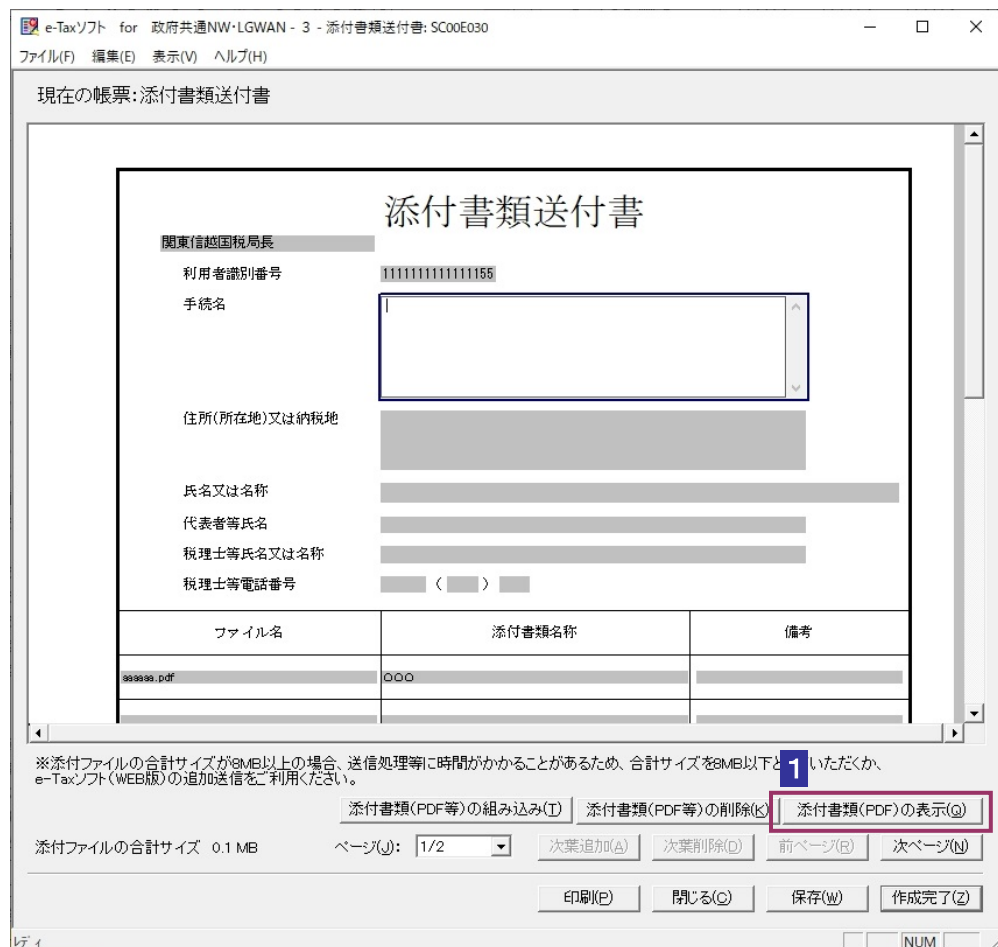 e-Taxソフト for 政府共通NW・LGWAN - 3 - 添付書類送付書: SC00E030
ファイル(F) 編集(E) 表示(V) ヘルプ(H)
現在の帳票:添付書類送付書
添付書類送付書
関東信越国税局長
利用者識別番号 1111111111111155
手続名
住所(所在地)又は納税地
氏名又は名称
代表者等氏名
税理士等氏名又は名称
税理士等電話番号 ( )
ファイル名 添付書類名称 備考
aaaaaa.pdf ○○○
※添付ファイルの合計サイズが8MB以上の場合、送信処理等に時間がかかることがあるため、合計サイズを8MB以下と 1 いただくか、
e-Taxソフト(WEB版)の追加送信をご利用ください。
添付書類(PDF等)の組み込み(T) 添付書類(PDF等)の削除(K) 添付書類(PDF)の表示(Q)
添付ファイルの合計サイズ 0.1 MB ページ(J): 1/2 次葉追加(A) 次葉削除(D) 前ページ(R) 次ページ(N)
印刷(P) 閉じる(C) 保存(W) 作成完了(Z)
レディ NUM